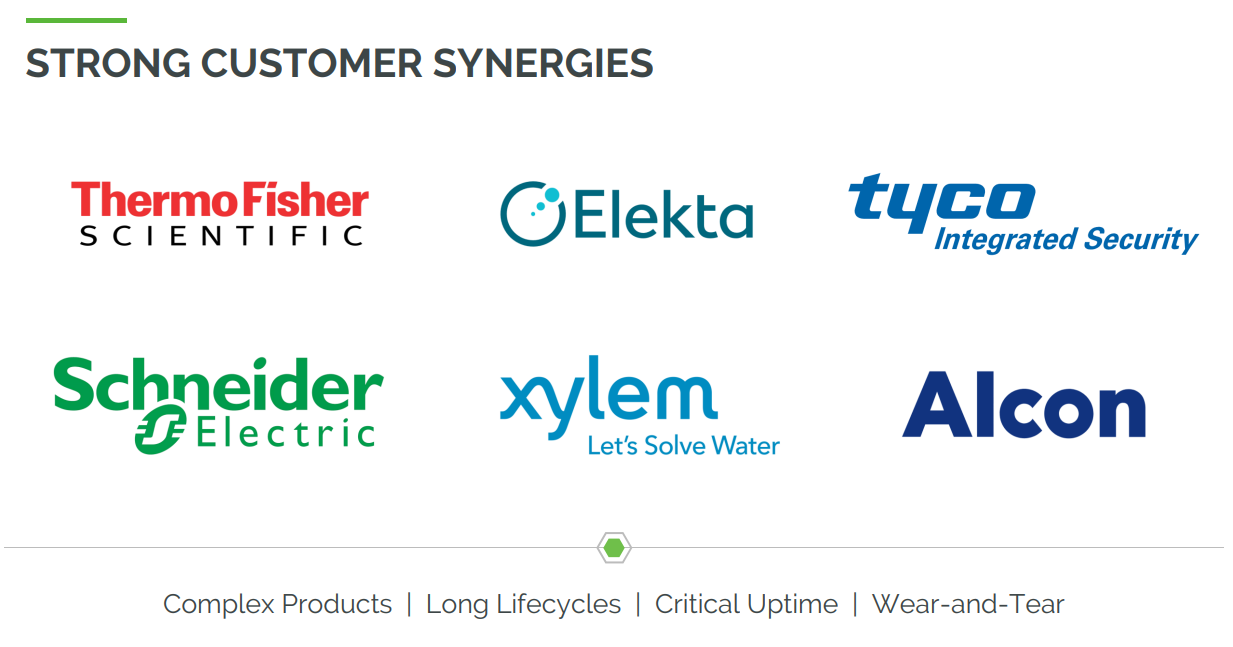 STRONG CUSTOMER SYNERGIES
ThermoFisher
SCIENTIFIC
Elekta
tyco
Integrated Security
Schneider
Electric
xylem
Let's Solve Water
Alcon
Complex Products | Long Lifecycles | Critical Uptime | Wear-and-Tear